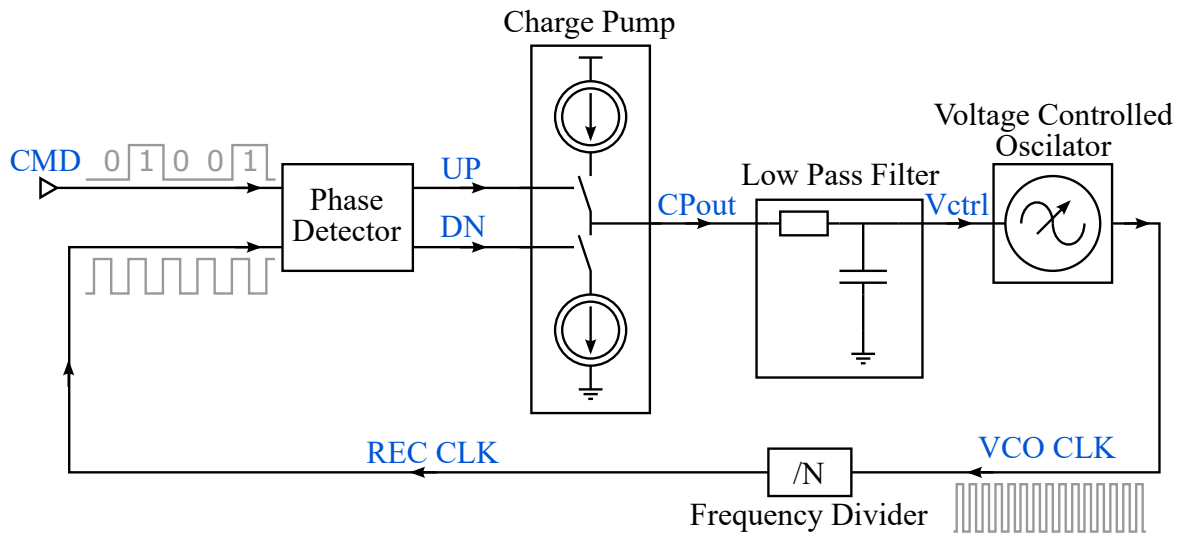 Charge Pump
Voltage Controlled
Oscilator
CMD
0 1 0 0 1
UP
Phase
Detector
DN
CPout
Low Pass Filter
Vctrl
REC CLK
/N
VCO CLK
Frequency Divider